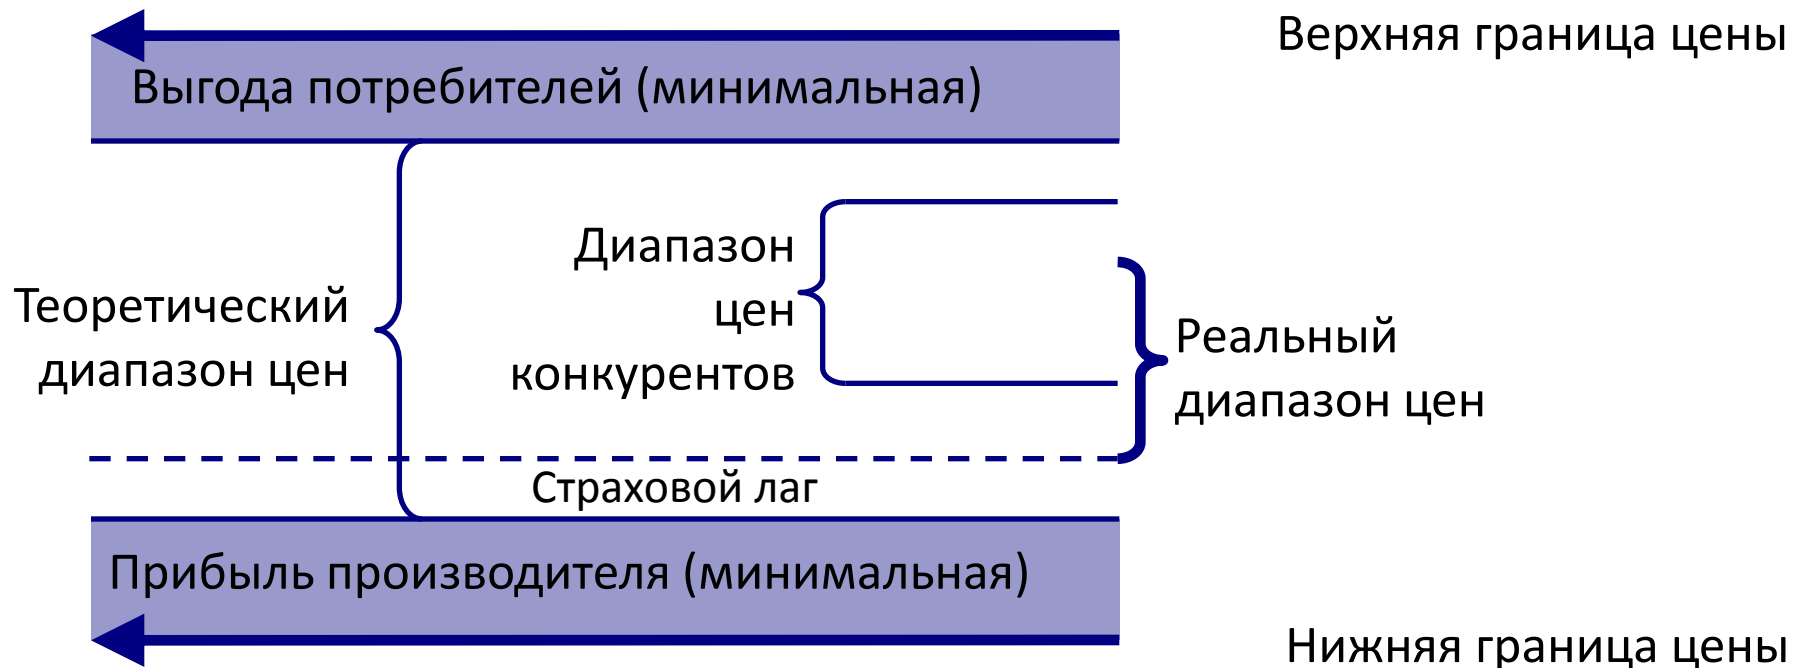 Верхняя граница цены
Выгода потребителей (минимальная)
Теоретический
диапазон цен
Диапазон
цен
конкурентов
Реальный
диапазон цен
Страховой лаг
Прибыль производителя (минимальная)
Нижняя граница цены